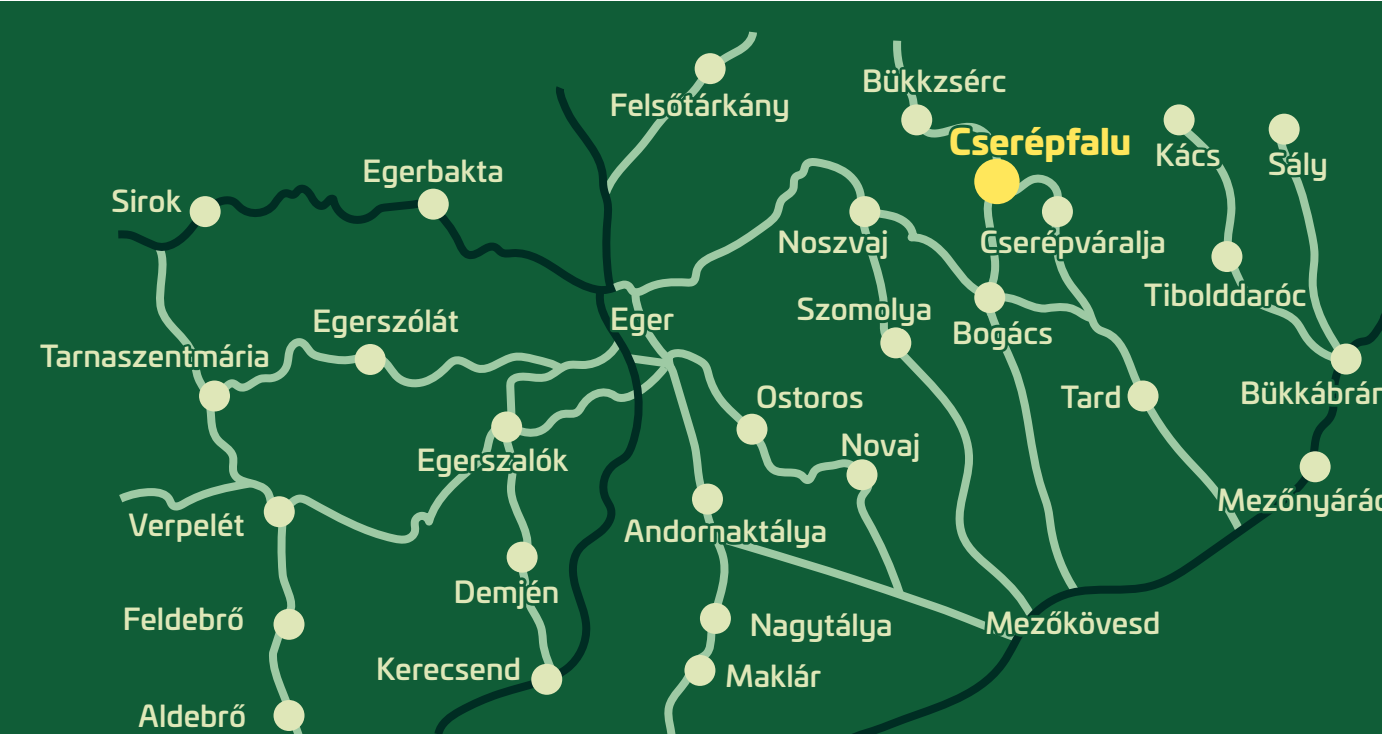 Felsőtárkány
Bükkzsérc
Cserépfalu
Kács
Sály
Egerbakta
Sirok
Noszvaj
Cserépváralja
Tibolddaróc
Szomolya
Eger
Egerszólát
Bogács
Tarnaszentmária
Bükkábrán
Ostoros
Tard
Novaj
Egerszalók
Mezőnyárád
Verpelét
Andornaktálya
Demjén
Feldebrő
Nagytálya
Mezőkövesd
Kerecsend
Maklár
Aldebrő